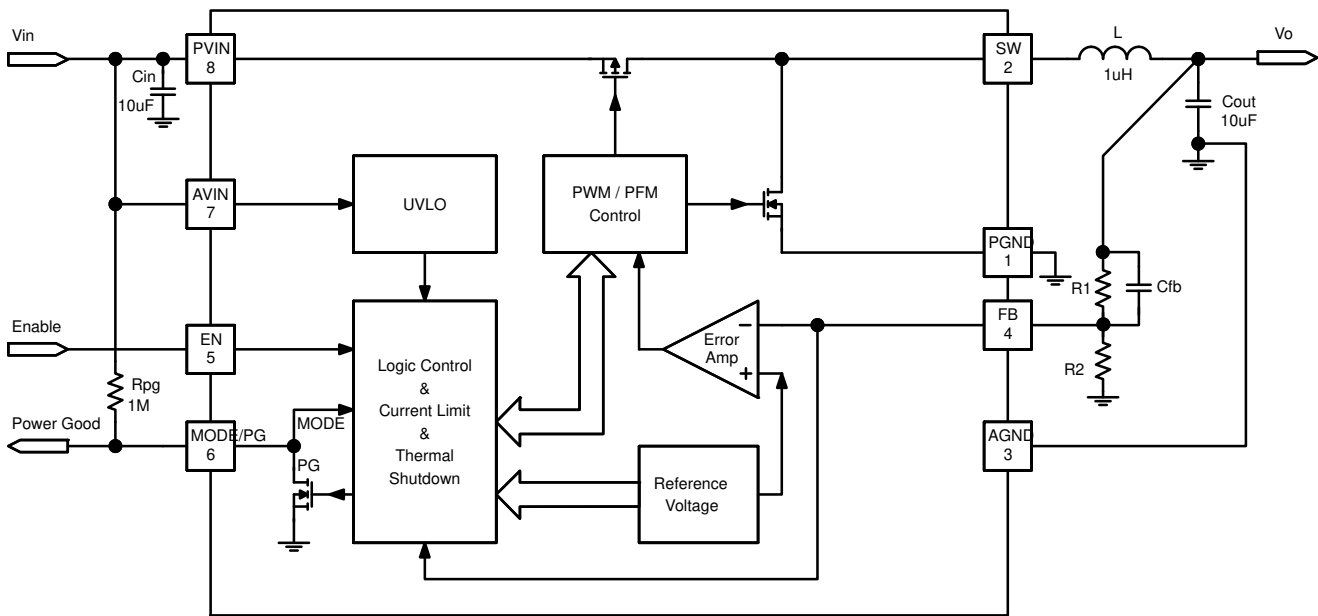 Vin
PVIN
8
SW
2
L
1uH
Vo
Cin
10uF
Cout
10uF
AVIN
7
UVLO
PWM / PFM
Control
PGND
1
R1
Cfb
Enable
EN
5
FB
4
Error
Amp
−
+
Logic Control
&
Current Limit
&
Thermal
Shutdown
R2
Rpg
1M
Power Good
MODE/PG
6
MODE
PG
AGND
3
Reference
Voltage